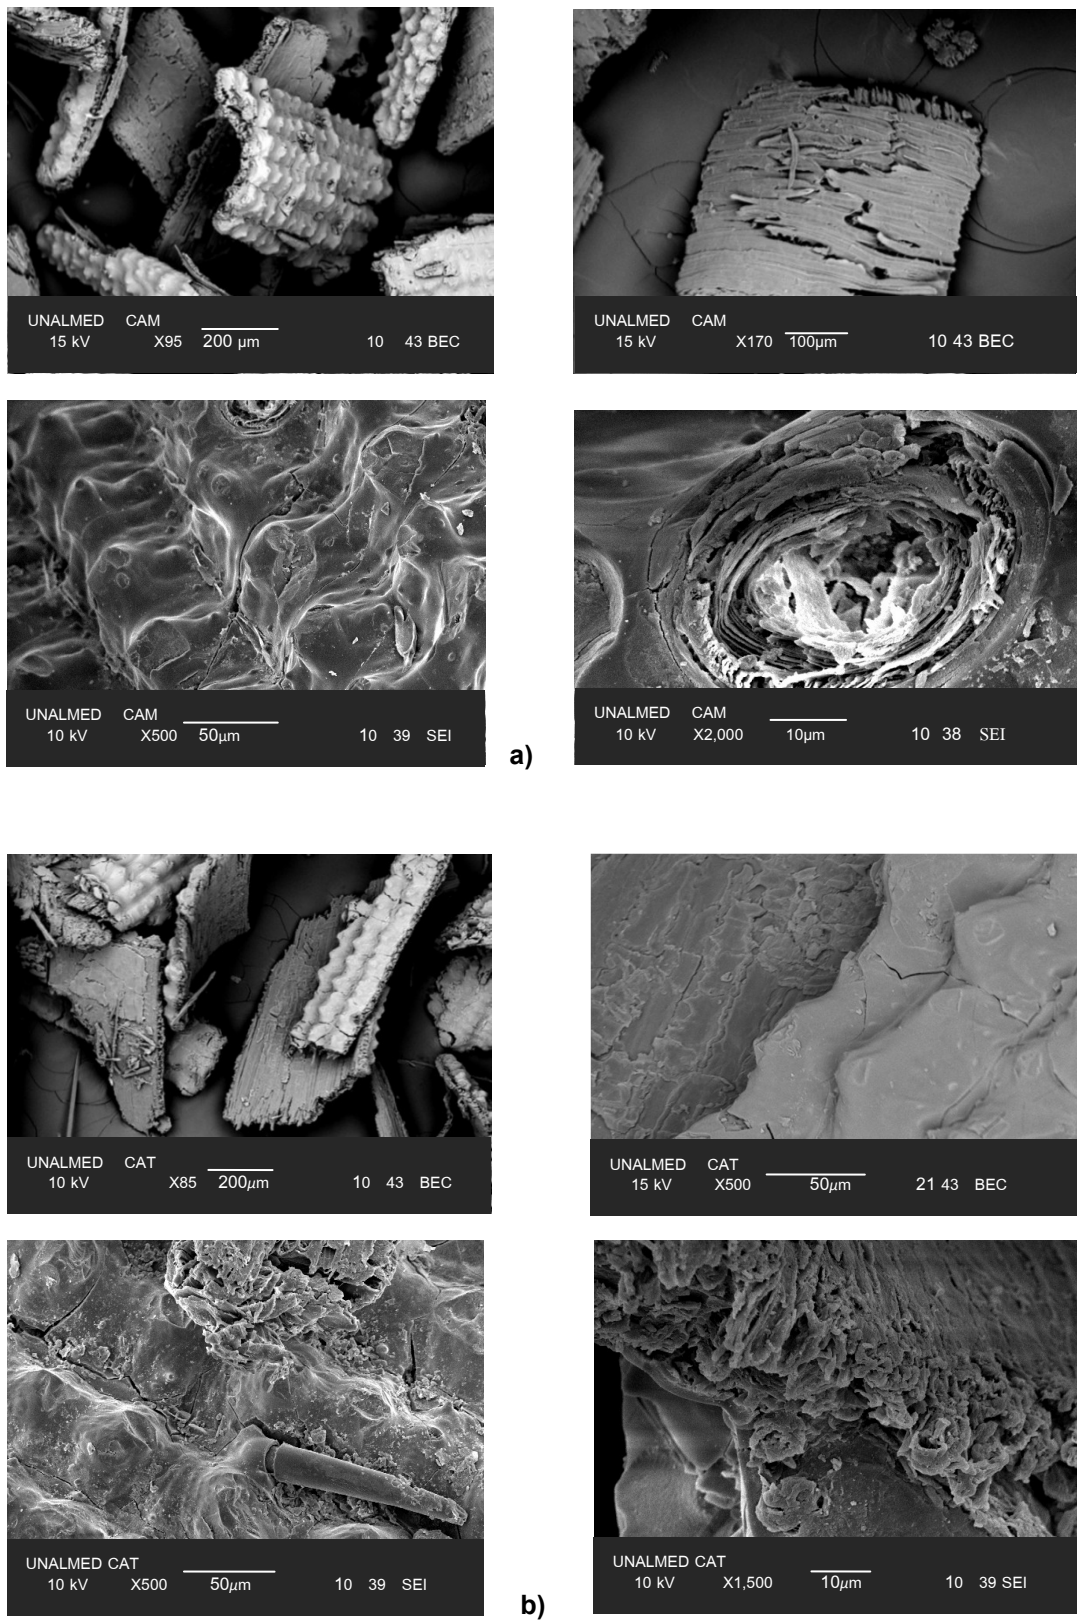 UNALMED CAM
15 kV X95 200 µm 10 43 BEC
UNALMED CAM
15 kV X170 100µm 10 43 BEC
UNALMED CAM
10 kV X500 50µm 10 39 SEI
UNALMED CAM
10 kV X2,000 10µm 10 38 SEI
a)
UNALMED CAT
10 kV X85 200µm 10 43 BEC
UNALMED CAT
15 kV X500 50µm 21 43 BEC
UNALMED CAT
10 kV X500 50µm 10 39 SEI
UNALMED CAT
10 kV X1,500 10µm 10 39 SEI
b)